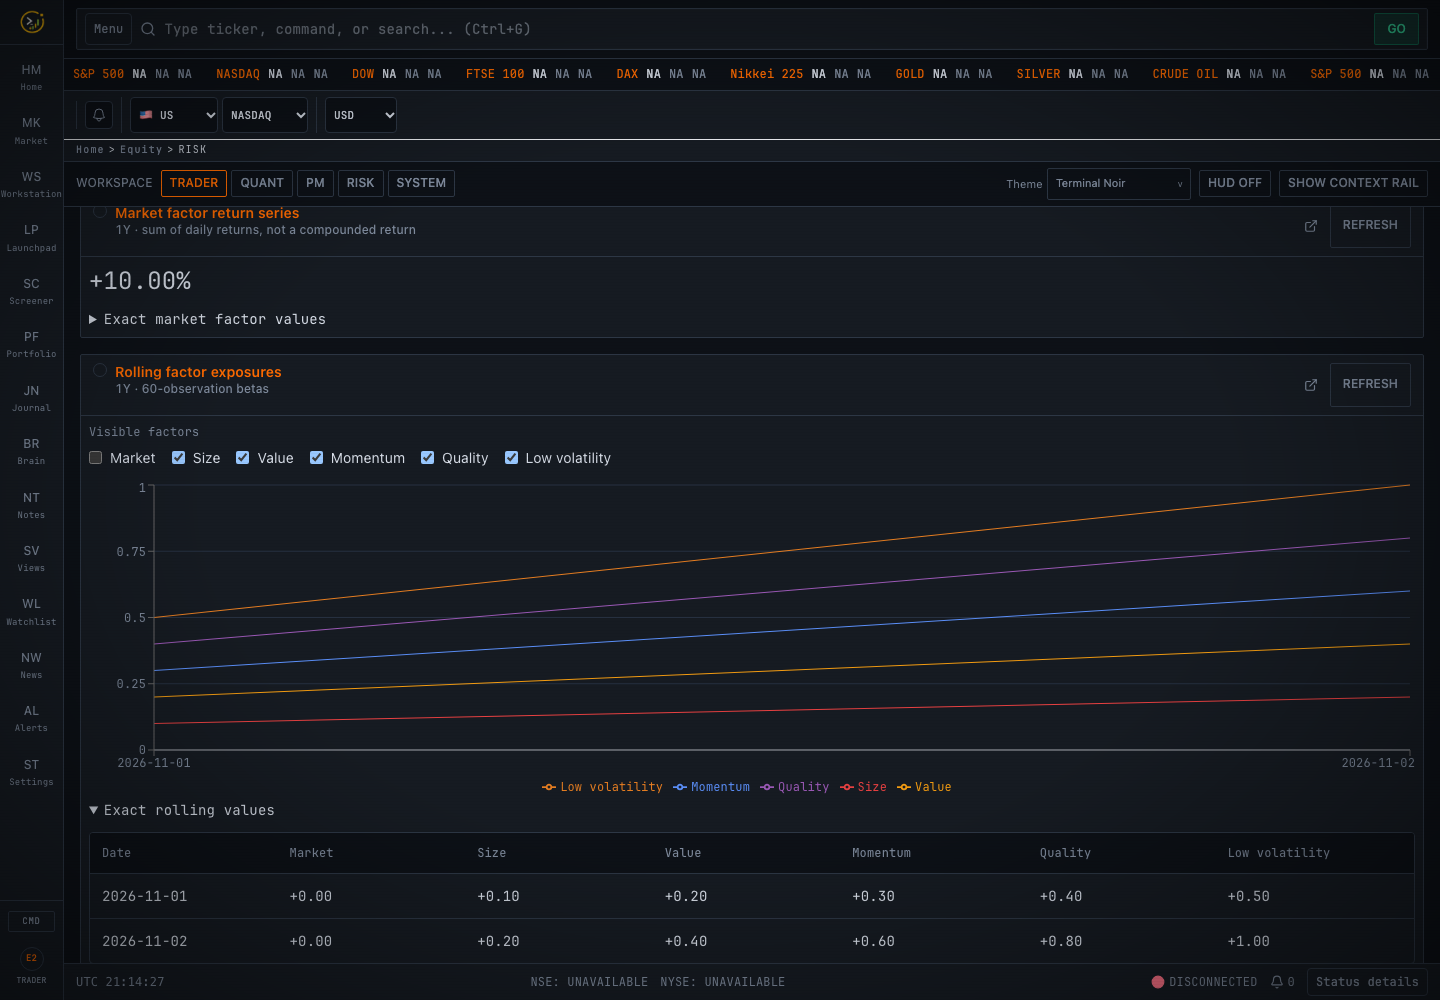 Menu
Type ticker, command, or search... (Ctrl+G)
GO
S&P 500 NA NA NA NASDAQ NA NA NA DOW NA NA NA FTSE 100 NA NA NA DAX NA NA NA Nikkei 225 NA NA NA GOLD NA NA NA SILVER NA NA NA CRUDE OIL NA NA NA S&P 500 NA NA NA
US NASDAQ USD
Home > Equity > RISK
WORKSPACE TRADER QUANT PM RISK SYSTEM
Theme Terminal Noir HUD OFF SHOW CONTEXT RAIL
HM
Home
MK
Market
WS
Workstation
LP
Launchpad
SC
Screener
PF
Portfolio
JN
Journal
BR
Brain
NT
Notes
SV
Views
WL
Watchlist
NW
News
AL
Alerts
ST
Settings
CMD
E2
TRADER
Market factor return series
1Y · sum of daily returns, not a compounded return
REFRESH
+10.00%
Exact market factor values
Rolling factor exposures
1Y · 60-observation betas
REFRESH
Visible factors
Market Size Value Momentum Quality Low volatility
1
0.75
0.5
0.25
0
2026-11-01 2026-11-02
Low volatility Momentum Quality Size Value
Exact rolling values
Date Market Size Value Momentum Quality Low volatility
2026-11-01 +0.00 +0.10 +0.20 +0.30 +0.40 +0.50
2026-11-02 +0.00 +0.20 +0.40 +0.60 +0.80 +1.00
UTC 21:14:27
NSE: UNAVAILABLE NYSE: UNAVAILABLE
DISCONNECTED 0 Status details